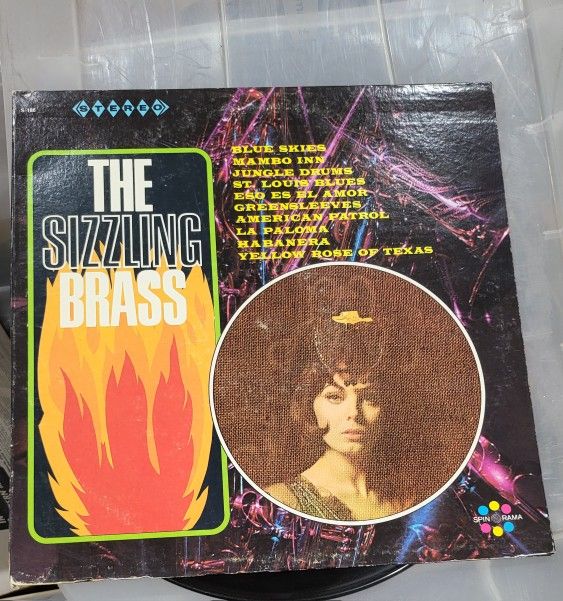 S-186
STEREO
THE
SIZZLING
BRASS
BLUE SKIES
MAMBO INN
JUNGLE DRUMS
ST. LOUIS BLUES
ESO ES EL AMOR
GREENSLEEVES
AMERICAN PATROL
LA PALOMA
HABANERA
YELLOW ROSE OF TEXAS
SPIN O RAMA